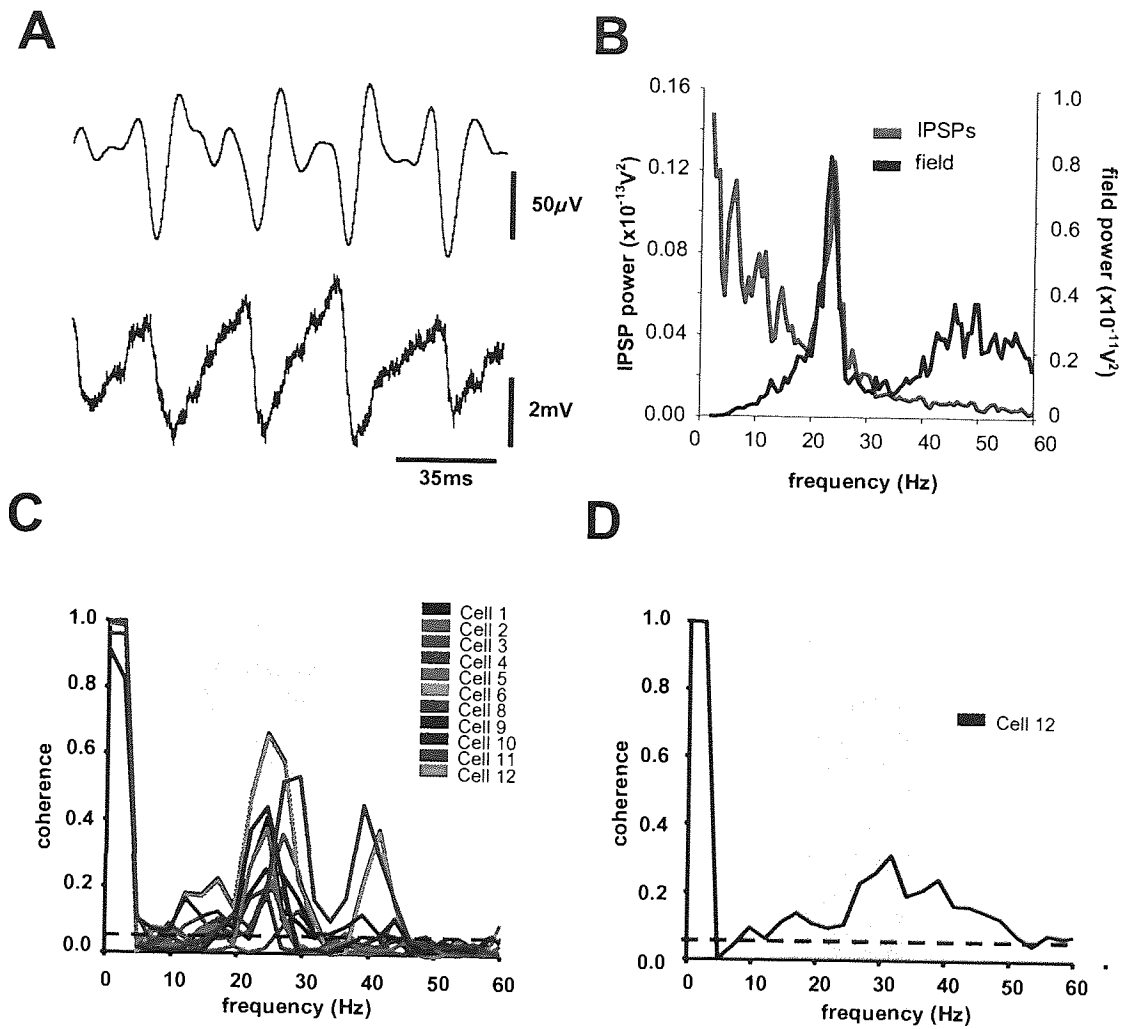 A
50µV
2mV
35ms
B
IPSP power (x10⁻¹³V²)
0.16
0.12
0.08
0.04
0.00
IPSPs
field
1.0
0.8
0.6
0.4
0.2
0
field power (x10⁻¹¹V²)
0 10 20 30 40 50 60
frequency (Hz)
C
coherence
1.0
0.8
0.6
0.4
0.2
0.0
Cell 1
Cell 2
Cell 3
Cell 4
Cell 5
Cell 6
Cell 8
Cell 9
Cell 10
Cell 11
Cell 12
0 10 20 30 40 50 60
frequency (Hz)
D
coherence
1.0
0.8
0.6
0.4
0.2
0.0
Cell 12
0 10 20 30 40 50 60
frequency (Hz)